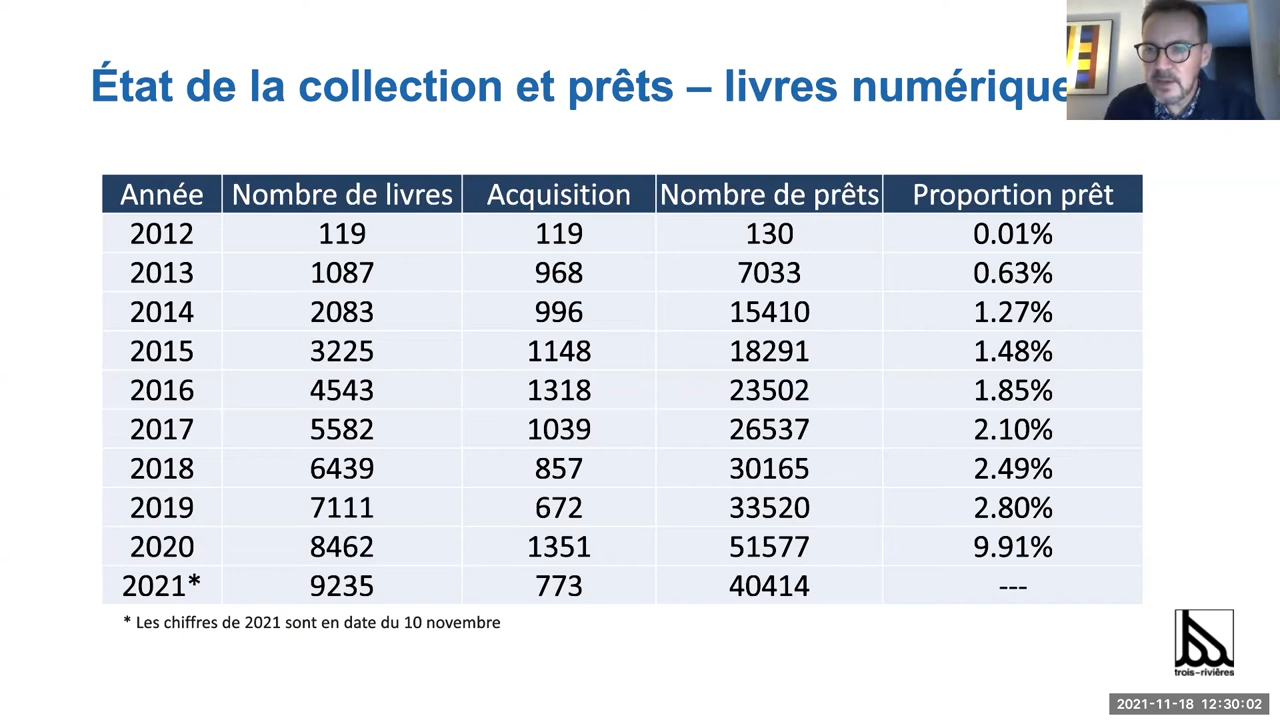 État de la collection et prêts – livres numérique
Année Nombre de livres Acquisition Nombre de prêts Proportion prêt
2012 119 119 130 0.01%
2013 1087 968 7033 0.63%
2014 2083 996 15410 1.27%
2015 3225 1148 18291 1.48%
2016 4543 1318 23502 1.85%
2017 5582 1039 26537 2.10%
2018 6439 857 30165 2.49%
2019 7111 672 33520 2.80%
2020 8462 1351 51577 9.91%
2021* 9235 773 40414 ---
* Les chiffres de 2021 sont en date du 10 novembre
trois-rivières
2021-11-18 12:30:02